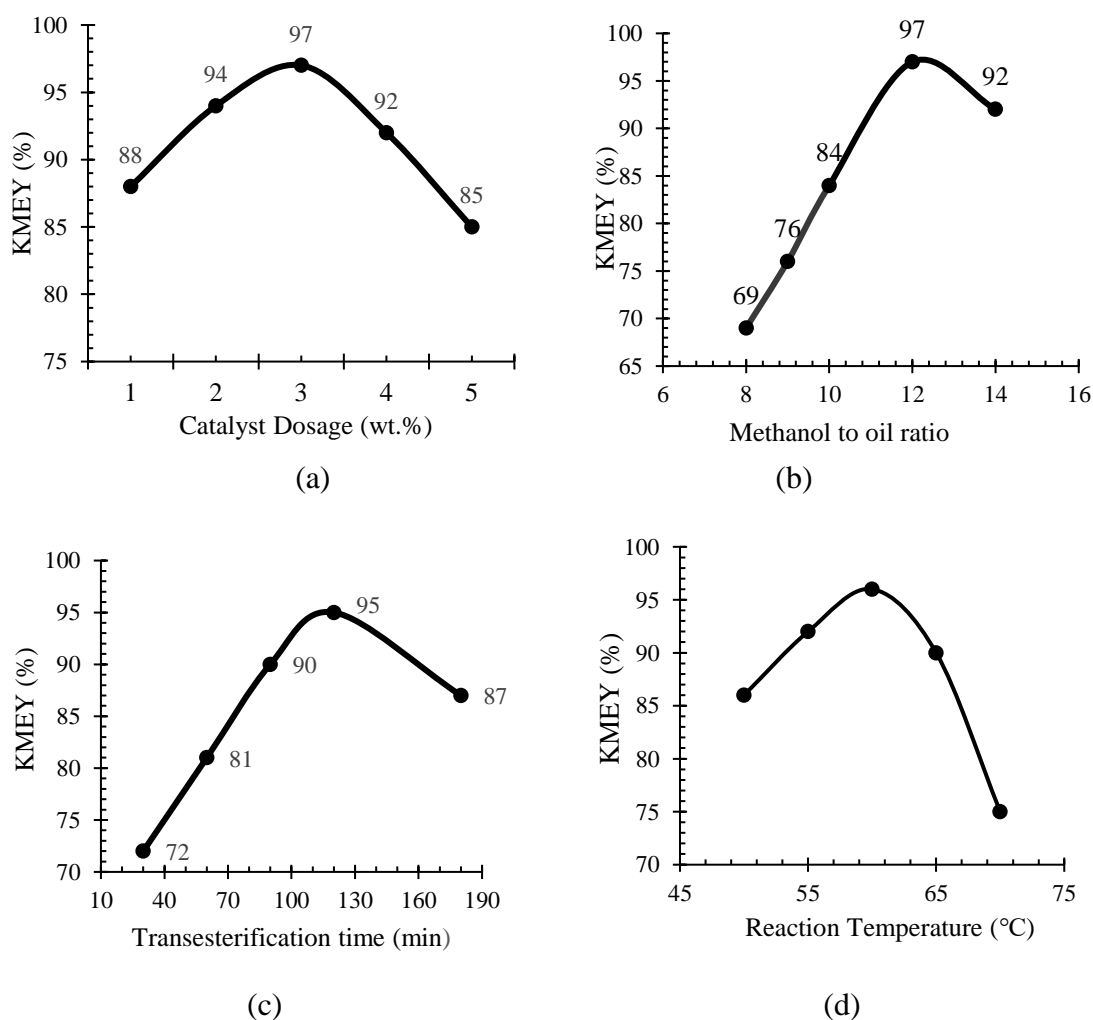 100
95
90
85
80
75
KMEY (%)
88
94
97
92
85
1 2 3 4 5
Catalyst Dosage (wt.%)
(a)
100
95
90
85
80
75
70
65
KMEY (%)
69
76
84
97
92
6 8 10 12 14 16
Methanol to oil ratio
(b)
100
95
90
85
80
75
70
KMEY (%)
72
81
90
95
87
10 40 70 100 130 160 190
Transesterification time (min)
(c)
100
95
90
85
80
75
70
KMEY (%)
45 55 65 75
Reaction Temperature (°C)
(d)